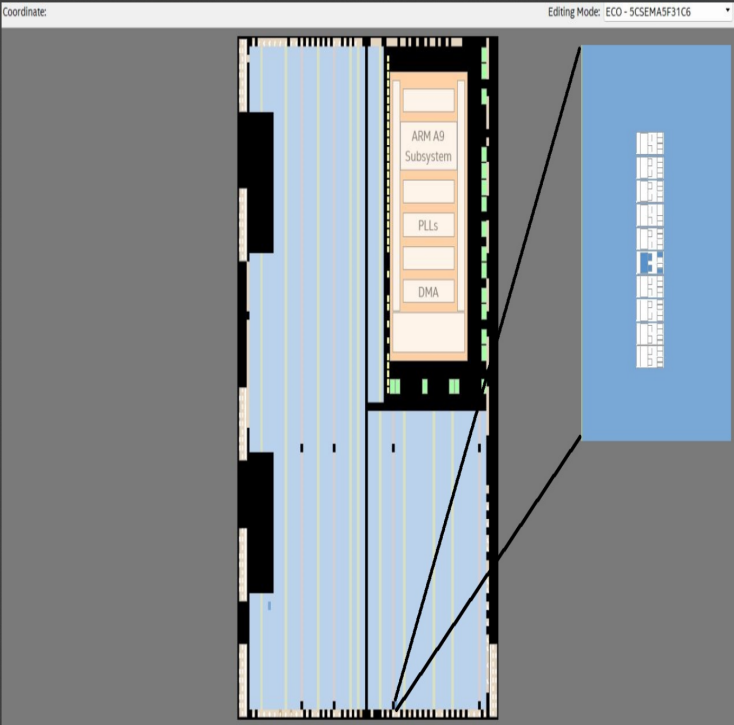 Coordinate:
Editing Mode: ECO - 5CSEMA5F31C6
ARM A9
Subsystem
PLLs
DMA